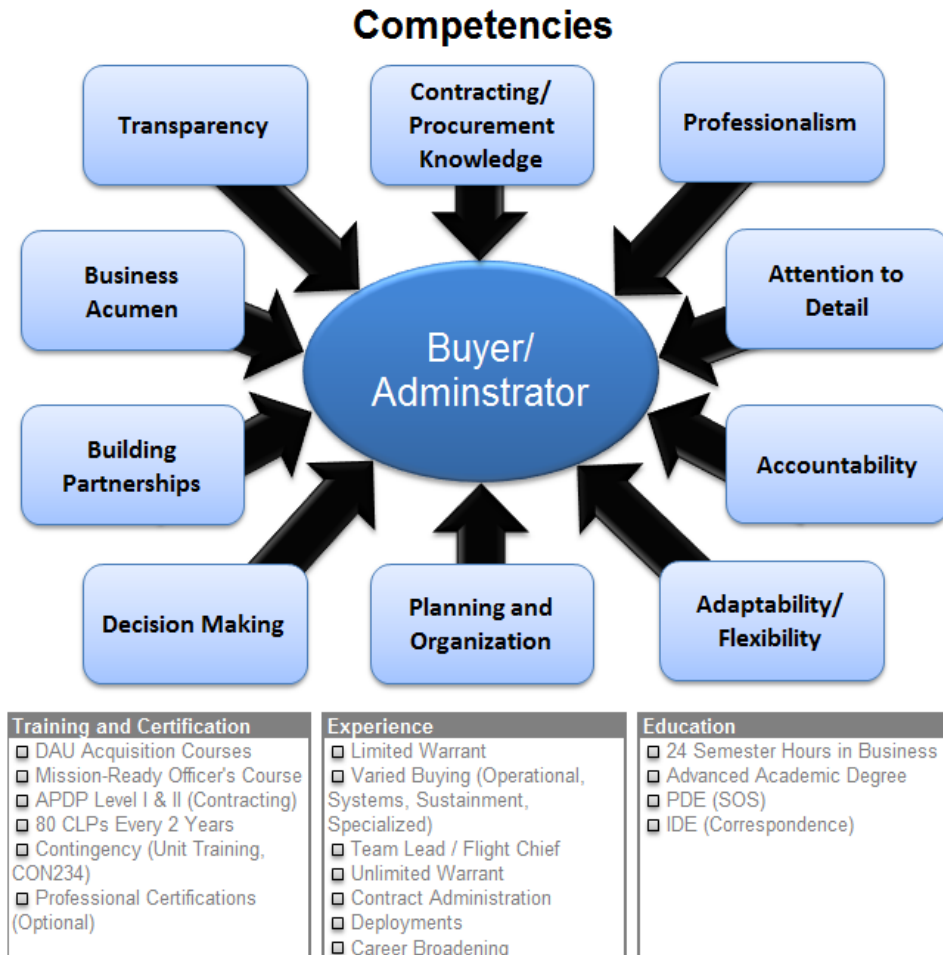 Competencies
Transparency
Contracting/
Procurement
Knowledge
Professionalism
Business
Acumen
Attention to
Detail
Buyer/
Adminstrator
Building
Partnerships
Accountability
Decision Making
Planning and
Organization
Adaptability/
Flexibility
Training and Certification
DAU Acquisition Courses
Mission-Ready Officer's Course
APDP Level I & II (Contracting)
80 CLPs Every 2 Years
Contingency (Unit Training,
CON234)
Professional Certifications
(Optional)
Experience
Limited Warrant
Varied Buying (Operational,
Systems, Sustainment,
Specialized)
Team Lead / Flight Chief
Unlimited Warrant
Contract Administration
Deployments
Career Broadening
Education
24 Semester Hours in Business
Advanced Academic Degree
PDE (SOS)
IDE (Correspondence)